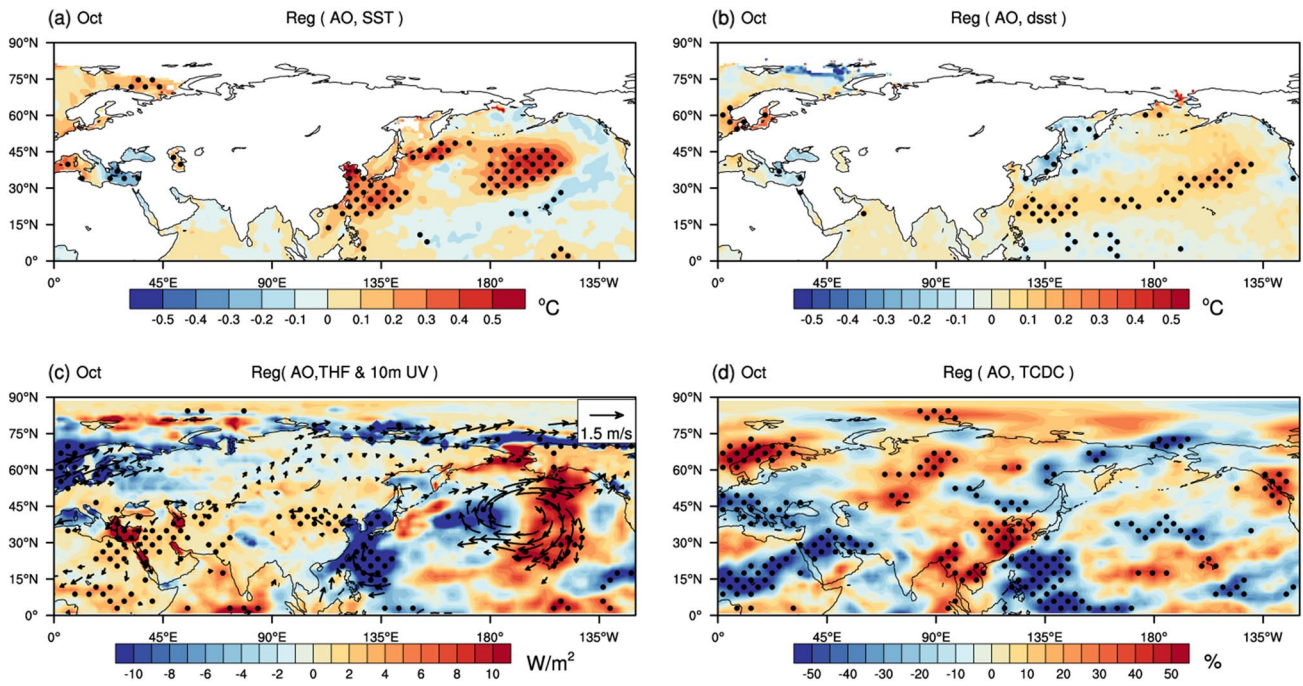 (a) Oct Reg ( AO, SST )
90°N
75°N
60°N
45°N
30°N
15°N
0°
0° 45°E 90°E 135°E 180° 135°W
-0.5 -0.4 -0.3 -0.2 -0.1 0 0.1 0.2 0.3 0.4 0.5 °C
(b) Oct Reg ( AO, dsst )
90°N
75°N
60°N
45°N
30°N
15°N
0°
0° 45°E 90°E 135°E 180° 135°W
-0.5 -0.4 -0.3 -0.2 -0.1 0 0.1 0.2 0.3 0.4 0.5 °C
(c) Oct Reg( AO,THF & 10m UV )
90°N
75°N
60°N
45°N
30°N
15°N
0°
1.5 m/s
0° 45°E 90°E 135°E 180° 135°W
-10 -8 -6 -4 -2 0 2 4 6 8 10 W/m²
(d) Oct Reg ( AO, TCDC )
90°N
75°N
60°N
45°N
30°N
15°N
0°
0° 45°E 90°E 135°E 180° 135°W
-50 -40 -30 -20 -10 0 10 20 30 40 50 %